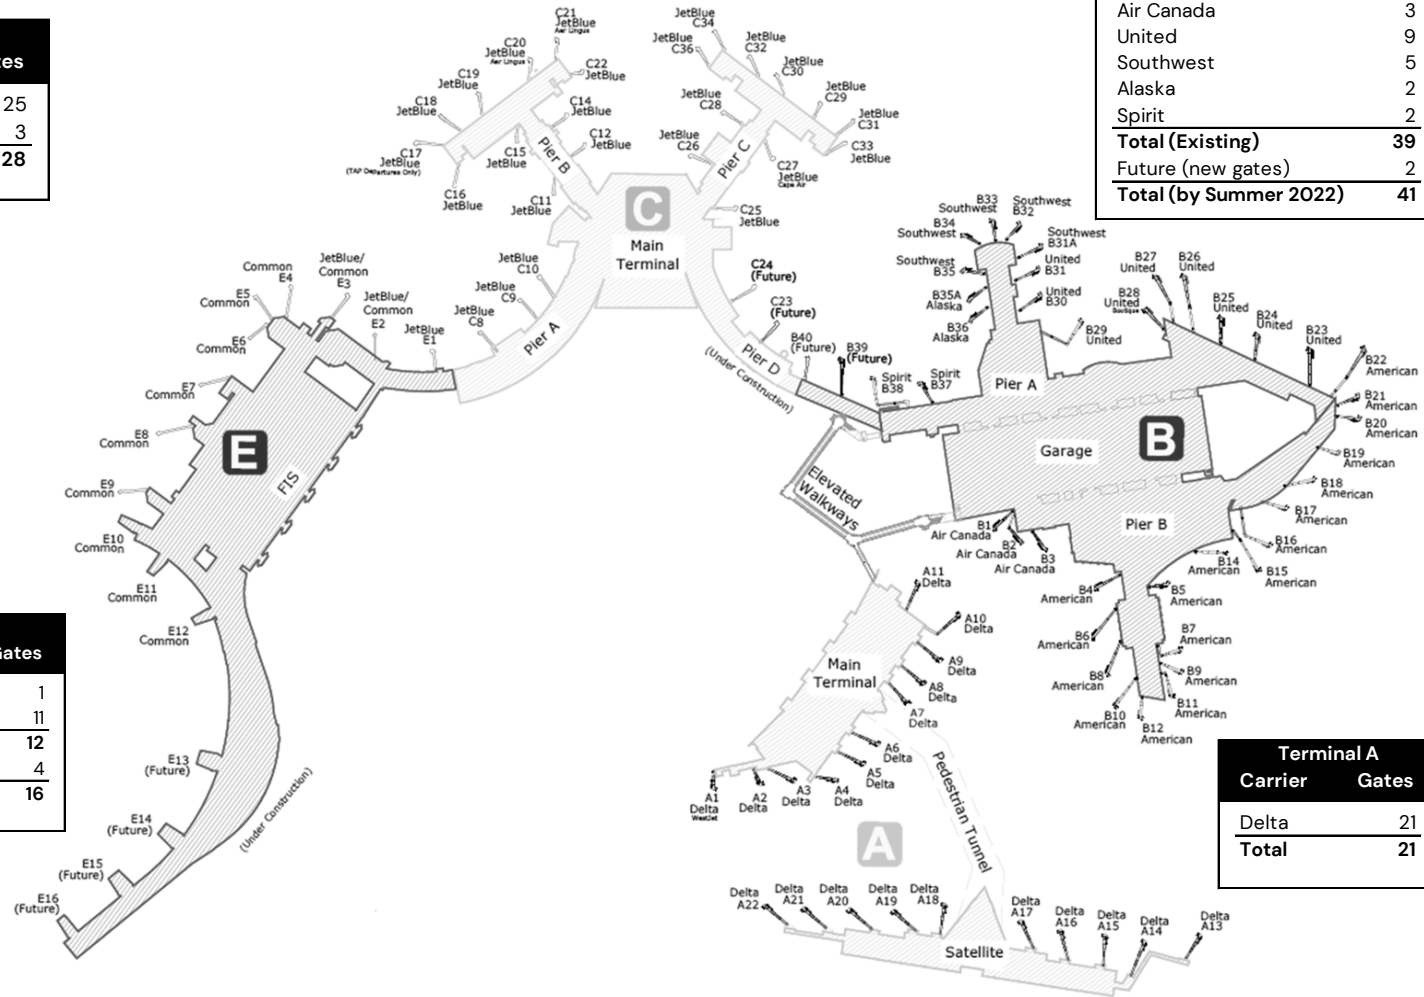 tes
25
3
28
Air Canada 3
United 9
Southwest 5
Alaska 2
Spirit 2
Total (Existing) 39
Future (new gates) 2
Total (by Summer 2022) 41
C21
JetBlue
Aer Lingus
C20
JetBlue
Aer Lingus
C22
JetBlue
C19
JetBlue
C18
JetBlue
C14
JetBlue
C12
JetBlue
C17
JetBlue
(TAP Departures Only)
C15
JetBlue
C16
JetBlue
C11
JetBlue
Pier B
JetBlue
C34
JetBlue
C36
JetBlue
C32
JetBlue
C30
JetBlue
C29
JetBlue
C31
JetBlue
C28
JetBlue
C26
C33
JetBlue
C27
JetBlue
Cape Air
Pier C
C25
JetBlue
C
Main
Terminal
C24
(Future)
C23
(Future)
JetBlue
C10
JetBlue
C9
JetBlue
C8
Pier A
Pier D
(Under Construction)
B40
(Future)
B39
(Future)
Spirit
B38
Spirit
B37
Common
E4
JetBlue/
Common
E3
JetBlue/
Common
E2
JetBlue
E1
E5
Common
E6
Common
E7
Common
E8
Common
E9
Common
E10
Common
E11
Common
E12
Common
E
FIS
E13
(Future)
E14
(Future)
E15
(Future)
E16
(Future)
(Under Construction)
B33
Southwest
Southwest
B32
B34
Southwest
Southwest
B31A
Southwest
B35
United
B31
B35A
Alaska
United
B30
B36
Alaska
B29
United
B28
United
Boutique
B27
United
B26
United
B25
United
B24
United
B23
United
B22
American
B21
American
B20
American
B19
American
B18
American
B17
American
B16
American
B15
American
B14
American
Pier A
Garage
B
Pier B
Elevated
Walkways
B1
Air Canada
B2
Air Canada
B3
Air Canada
B4
American
B5
American
B6
American
B7
American
B8
American
B9
American
B10
American
B11
American
B12
American
A11
Delta
A10
Delta
A9
Delta
A8
Delta
A7
Delta
A6
Delta
A5
Delta
A4
Delta
A3
Delta
A2
Delta
A1
Delta
WestJet
Main
Terminal
Pedestrian Tunnel
A
Delta
A22
Delta
A21
Delta
A20
Delta
A19
Delta
A18
Delta
A17
Delta
A16
Delta
A15
Delta
A14
Delta
A13
Satellite
Gates
1
11
12
4
16
Terminal A
Carrier Gates
Delta 21
Total 21